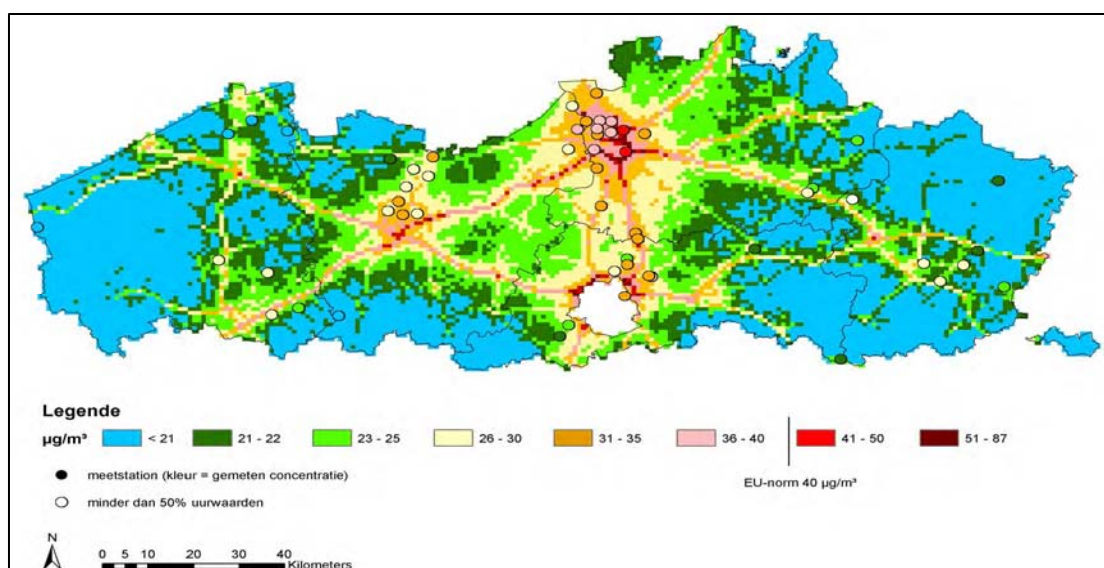 Legende
µg/m³ < 21 21 - 22 23 - 25 26 - 30 31 - 35 36 - 40 41 - 50 51 - 87
meetstation (kleur = gemeten concentratie)
EU-norm 40 µg/m³
minder dan 50% uurwaarden
N
0 5 10 20 30 40
Kilometers